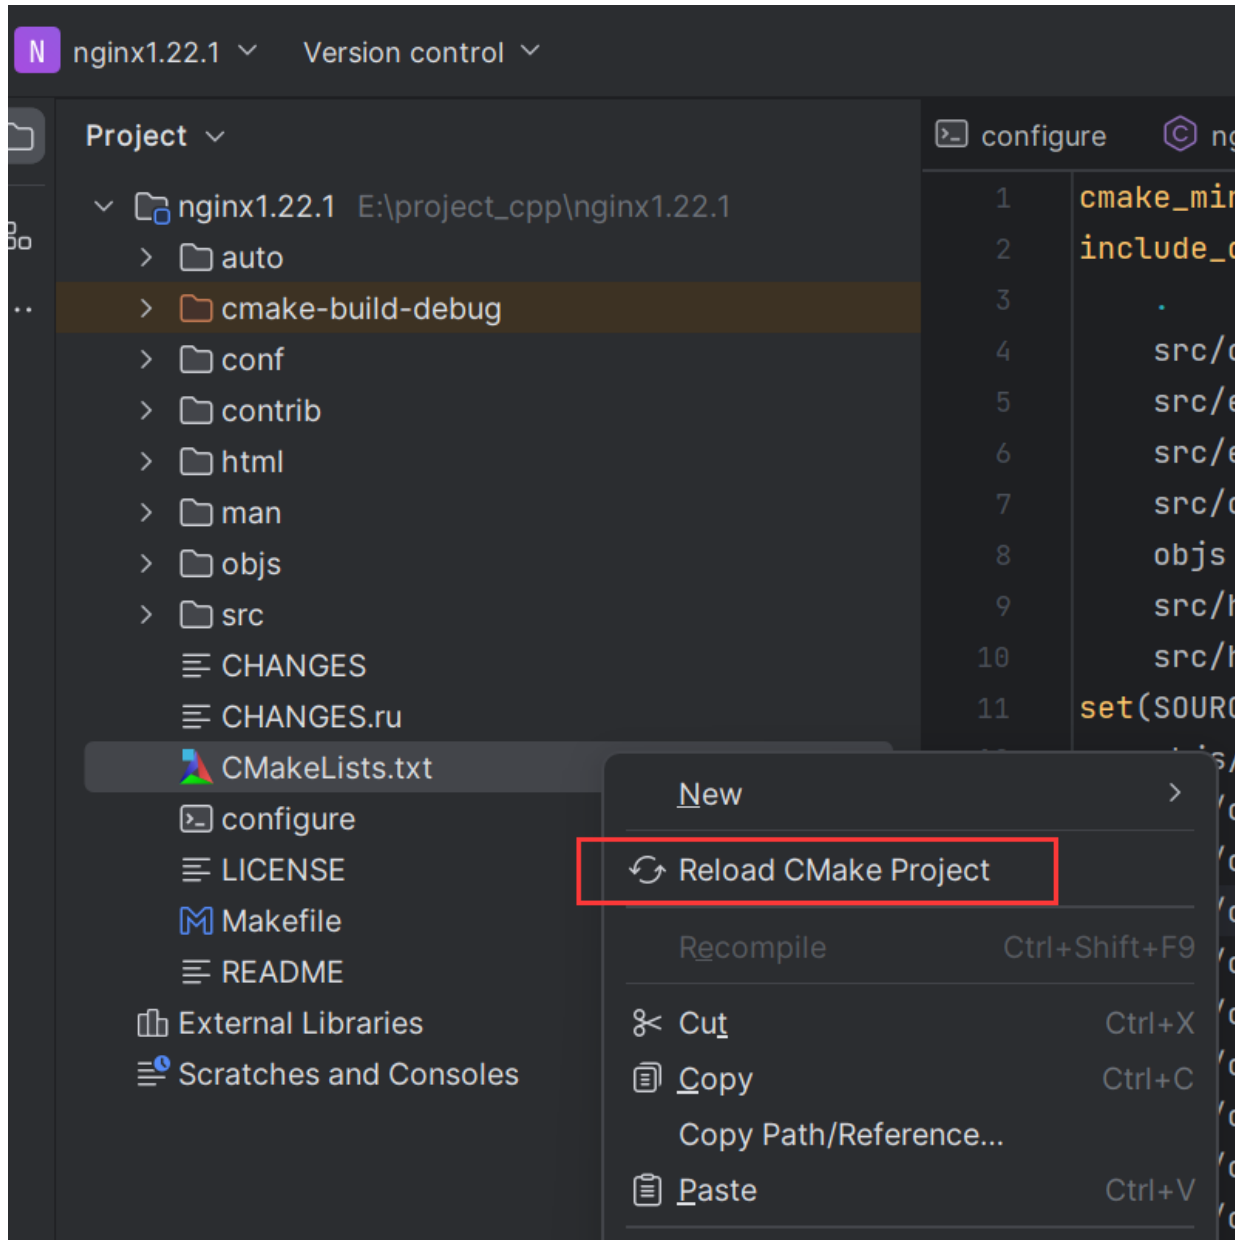 N nginx1.22.1 Version control
Project
nginx1.22.1 E:\project_cpp\nginx1.22.1
auto
cmake-build-debug
conf
contrib
html
man
objs
src
CHANGES
CHANGES.ru
CMakeLists.txt
configure
LICENSE
Makefile
README
External Libraries
Scratches and Consoles
configure
1 cmake_min
2 include_
3 .
4 src/
5 src/
6 src/
7 src/
8 objs
9 src/
10 src/
11 set(SOUR
New
Reload CMake Project
Recompile Ctrl+Shift+F9
Cut Ctrl+X
Copy Ctrl+C
Copy Path/Reference...
Paste Ctrl+V